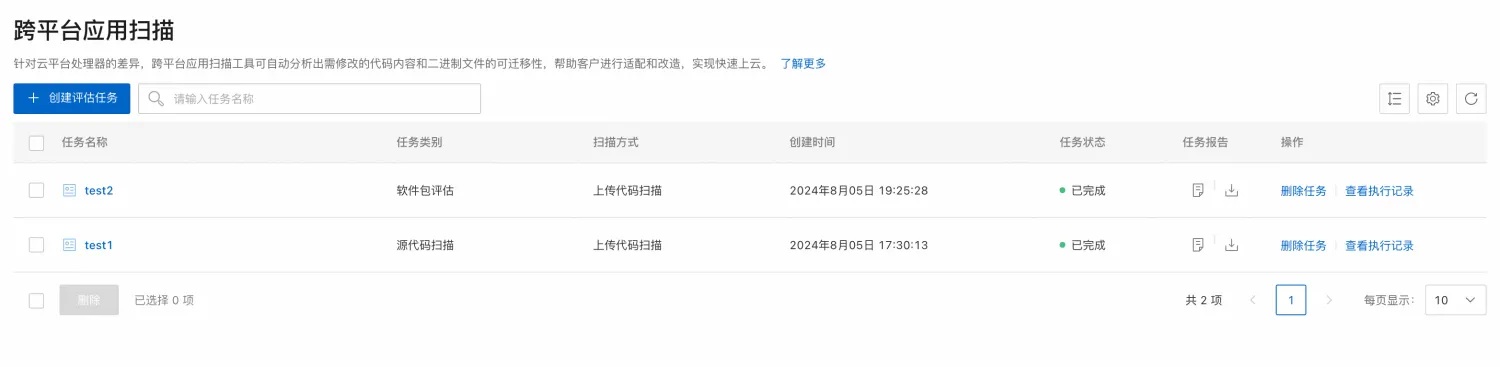 跨平台应用扫描
针对云平台处理器的差异，跨平台应用扫描工具可自动分析出需修改的代码内容和二进制文件的可迁移性，帮助客户进行适配和改造，实现快速上云。 了解更多
+ 创建评估任务 请输入任务名称
任务名称 任务类别 扫描方式 创建时间 任务状态 任务报告 操作
test2 软件包评估 上传代码扫描 2024年8月05日 19:25:28 已完成 删除任务 查看执行记录
test1 源代码扫描 上传代码扫描 2024年8月05日 17:30:13 已完成 删除任务 查看执行记录
删除 已选择 0 项 共 2 项 < 1 > 每页显示： 10